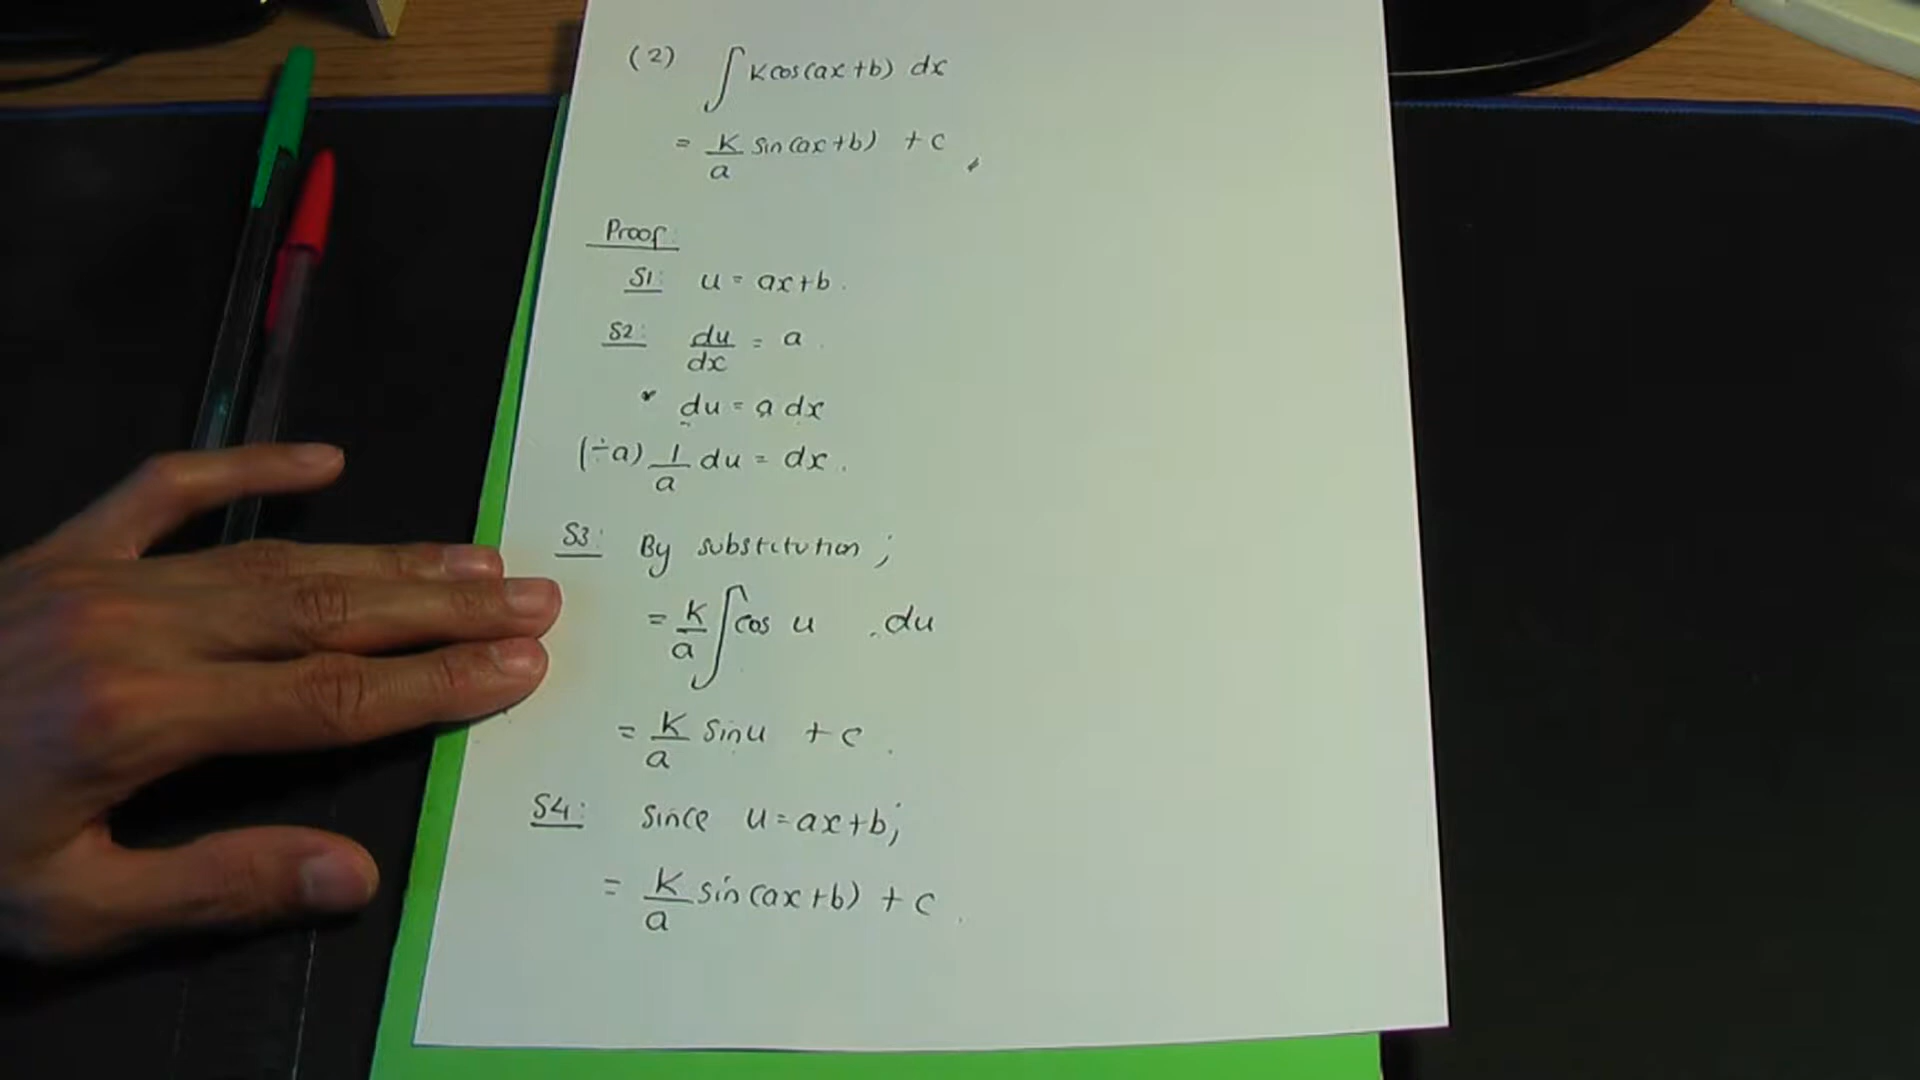 (2) ∫ K cos(ax+b) dx
= K/a sin(ax+b) + c
Proof:
S1: u = ax+b.
S2: du/dx = a.
du = a dx
(÷a) 1/a du = dx.
S3: By substitution;
= K/a ∫ cos u . du
= K/a sinu + c.
S4: Since u = ax+b;
= K/a sin(ax+b) + c.